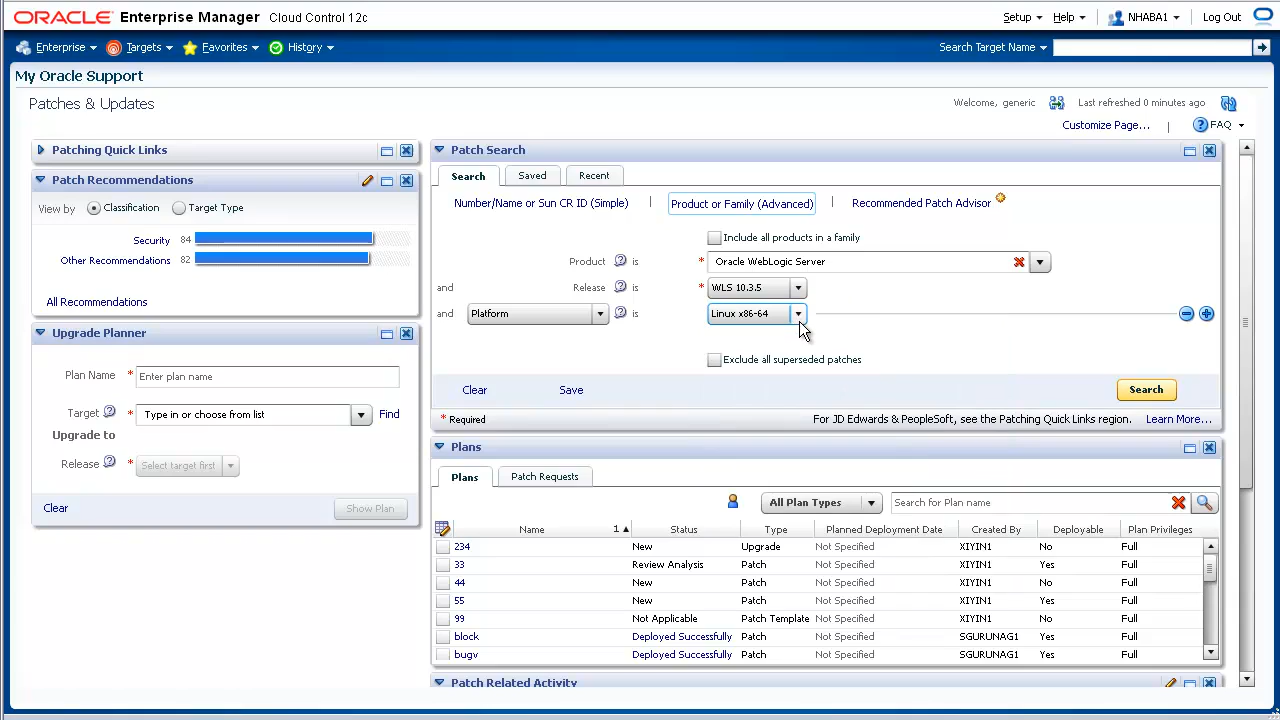 ORACLE Enterprise Manager Cloud Control 12c
Setup Help NHABA1 Log Out
Enterprise Targets Favorites History Search Target Name
My Oracle Support
Patches & Updates
Welcome, generic Last refreshed 0 minutes ago
Customize Page... | ? FAQ
Patching Quick Links
Patch Recommendations
View by Classification Target Type
Security 84
Other Recommendations 82
All Recommendations
Upgrade Planner
Plan Name * Enter plan name
Target ? * Type in or choose from list Find
Upgrade to
Release ? * Select target first
Clear Show Plan
Patch Search
Search Saved Recent
Number/Name or Sun CR ID (Simple) | Product or Family (Advanced) | Recommended Patch Advisor
Include all products in a family
Product ? is * Oracle WebLogic Server
and Release ? is * WLS 10.3.5
and Platform ? is Linux x86-64
Exclude all superseded patches
Clear Save Search
* Required For JD Edwards & PeopleSoft, see the Patching Quick Links region. Learn More...
Plans
Plans Patch Requests
All Plan Types Search for Plan name
Name 1 Status Type Planned Deployment Date Created By Deployable Plan Privileges
234 New Upgrade Not Specified XIYIN1 No Full
33 Review Analysis Patch Not Specified XIYIN1 Yes Full
44 New Patch Not Specified XIYIN1 No Full
55 New Patch Not Specified XIYIN1 Yes Full
99 Not Applicable Patch Template Not Specified XIYIN1 No Full
block Deployed Successfully Patch Not Specified SGURUNAG1 Yes Full
bugv Deployed Successfully Patch Not Specified SGURUNAG1 Yes Full
Patch Related Activity